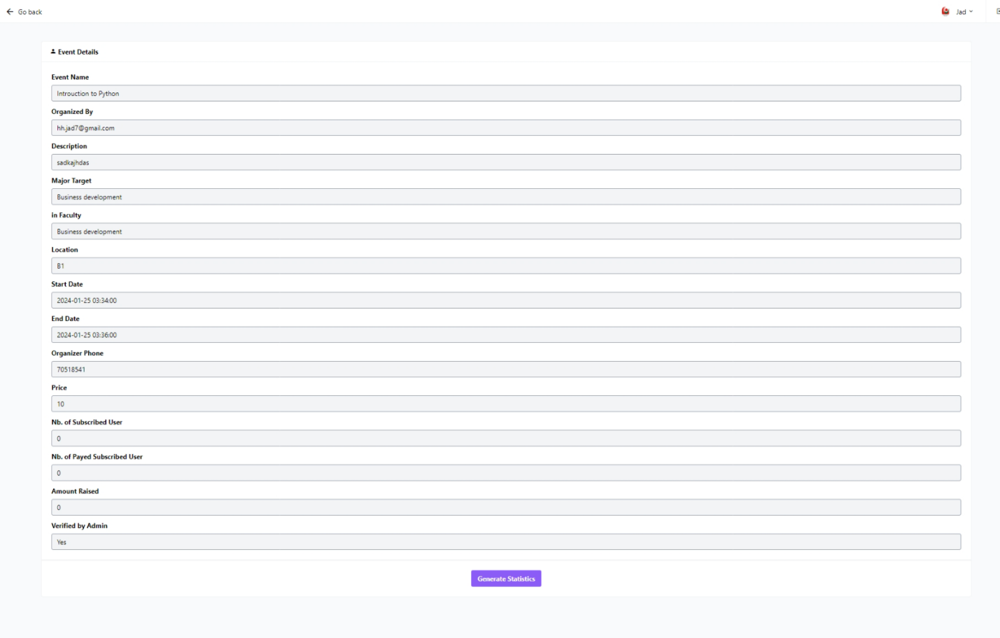 Go back
Jad
Event Details
Event Name
Introuction to Python
Organized By
hh.jad7@gmail.com
Description
sadkajhdas
Major Target
Business development
in Faculty
Business development
Location
B1
Start Date
2024-01-25 03:34:00
End Date
2024-01-25 03:36:00
Organizer Phone
70518541
Price
10
Nb. of Subscribed User
0
Nb. of Payed Subscribed User
0
Amount Raised
0
Verified by Admin
Yes
Generate Statistics